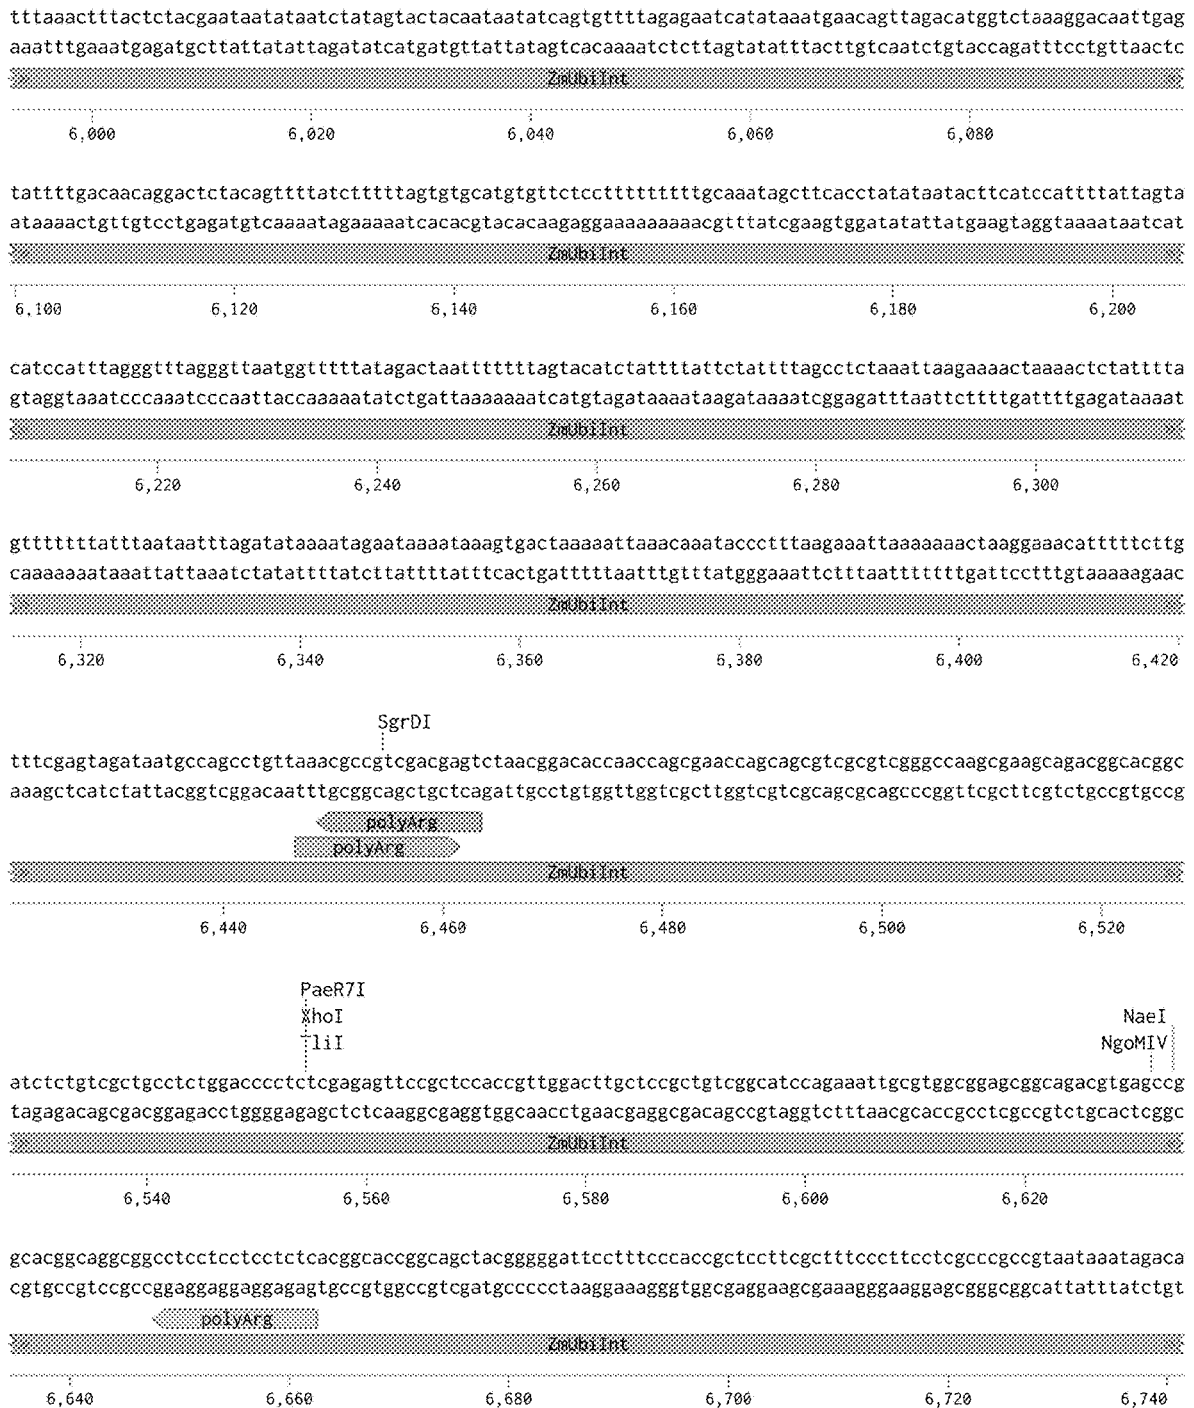 tttaaactttactctacgaataatataatctatagtactacaataatatcagtgttttagagaatcatataaatgaacagttagacatggtctaaaggacaattgag
aaatttgaaatgagatgcttattatattagatatcatgatgttattatagtcacaaaatctcttagtatatttacttgtcaatctgtaccagatttcctgttaactc
ZmUbiInt
6,000 6,020 6,040 6,060 6,080
tattttgacaacaggactctacagttttatctttttagtgtgcatgtgttctcctttttttttgcaaatagcttcacctatataatacttcatccattttattagta
ataaaactgttgtcctgagatgtcaaaatagaaaaatcacacgtacacaagaggaaaaaaaaacgtttatcgaagtggatatattatgaagtaggtaaaataatcat
ZmUbiInt
6,100 6,120 6,140 6,160 6,180 6,200
catccatttagggtttagggttaatggtttttatagactaatttttttagtacatctattttattctattttagcctctaaattaagaaaactaaaactctatttta
gtaggtaaatcccaaatcccaattaccaaaaatatctgattaaaaaaatcatgtagataaaataagataaaatcggagatttaattcttttgattttgagataaaat
ZmUbiInt
6,220 6,240 6,260 6,280 6,300
gtttttttatttaataatttagatataaaatagaataaaataaagtgactaaaaattaaacaaataccctttaagaaattaaaaaaactaaggaaacatttttcttg
caaaaaaataaattattaaatctatattttatcttattttatttcactgatttttaatttgtttatgggaaattctttaatttttttgattcctttgtaaaaagaac
ZmUbiInt
6,320 6,340 6,360 6,380 6,400 6,420
SgrDI
tttcgagtagataatgccagcctgttaaacgccgtcgacgagtctaacggacaccaaccagcgaaccagcagcgtcgcgtcgggccaagcgaagcagacggcacggc
aaagctcatctattacggtcggacaatttgcggcagctgctcagattgcctgtggttggtcgcttggtcgtcgcagcgcagcccggttcgcttcgtctgccgtgccg
polyArg
polyArg
ZmUbiInt
6,440 6,460 6,480 6,500 6,520
PaeR7I
XhoI NaeI
TliI NgoMIV
atctctgtcgctgcctctggacccctctcgagagttccgctccaccgttggacttgctccgctgtcggcatccagaaattgcgtggcggagcggcagacgtgagccg
tagagacagcgacggagacctggggagagctctcaaggcgaggtggcaacctgaacgaggcgacagccgtaggtctttaacgcaccgcctcgccgtctgcactcggc
ZmUbiInt
6,540 6,560 6,580 6,600 6,620
gcacggcaggcggcctcctcctcctctcacggcaccggcagctacgggggattcctttcccaccgctccttcgctttcccttcctcgcccgccgtaataaatagaca
cgtgccgtccgccggaggaggaggagagtgccgtggccgtcgatgccccctaaggaaagggtggcgaggaagcgaaagggaaggagcgggcggcattatttatctgt
polyArg
ZmUbiInt
6,640 6,660 6,680 6,700 6,720 6,740